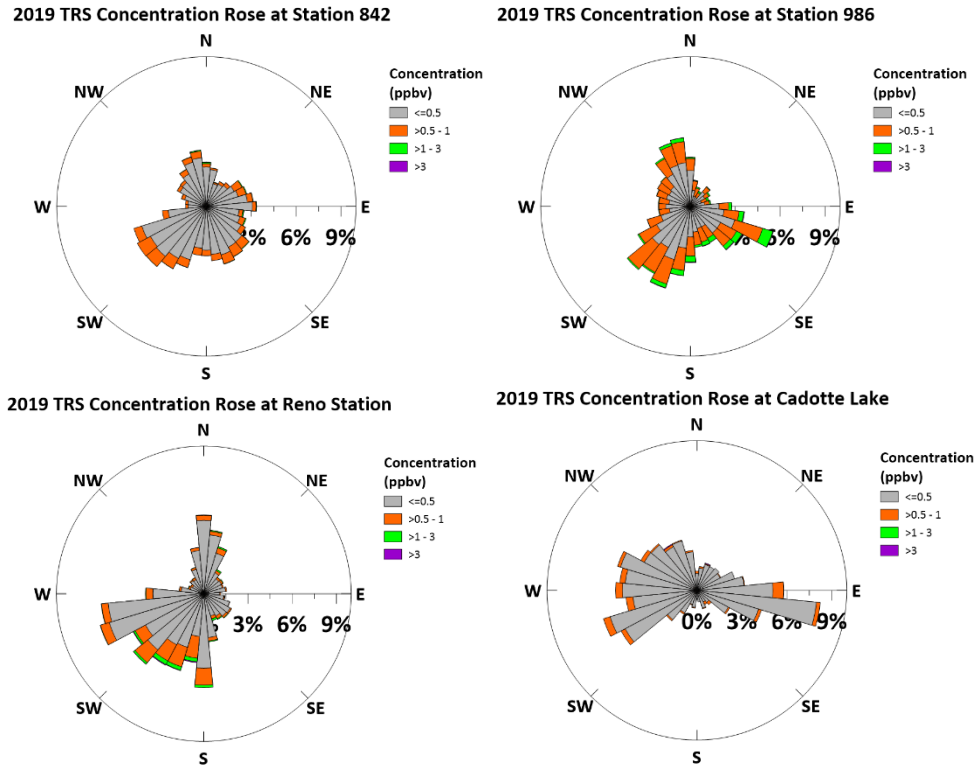 2019 TRS Concentration Rose at Station 842
N
NW
NE
W
E
3%
6%
9%
SW
SE
S
Concentration
(ppbv)
<=0.5
>0.5 - 1
>1 - 3
>3
2019 TRS Concentration Rose at Station 986
N
NW
NE
W
E
6%
9%
SW
SE
S
Concentration
(ppbv)
<=0.5
>0.5 - 1
>1 - 3
>3
2019 TRS Concentration Rose at Reno Station
N
NW
NE
W
E
3%
6%
9%
SW
SE
S
Concentration
(ppbv)
<=0.5
>0.5 - 1
>1 - 3
>3
2019 TRS Concentration Rose at Cadotte Lake
N
NW
NE
W
E
0%
3%
6%
9%
SW
SE
S
Concentration
(ppbv)
<=0.5
>0.5 - 1
>1 - 3
>3